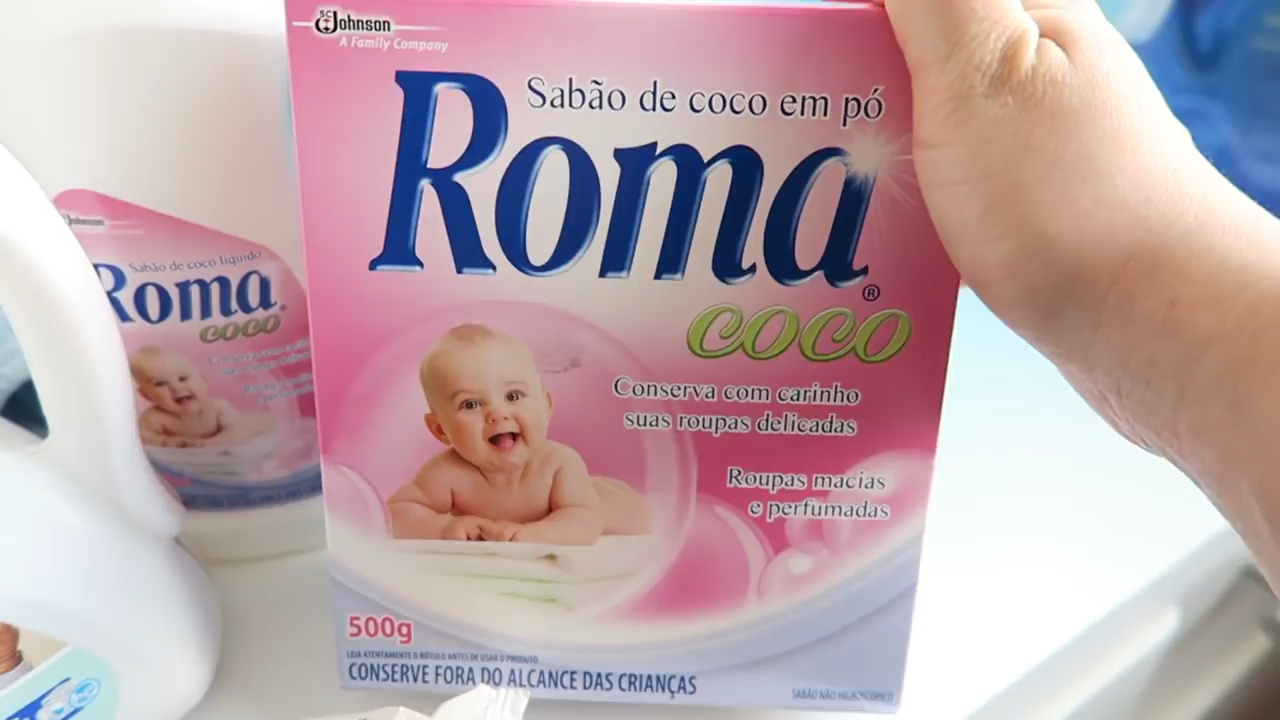 SC Johnson
A Family Company
Sabão de coco em pó
Roma®
coco
Conserva com carinho
suas roupas delicadas
Roupas macias
e perfumadas
500g
LEIA ATENTAMENTE O RÓTULO ANTES DE USAR O PRODUTO
CONSERVE FORA DO ALCANCE DAS CRIANÇAS
Johnson
Sabão de coco líquido
Roma
coco